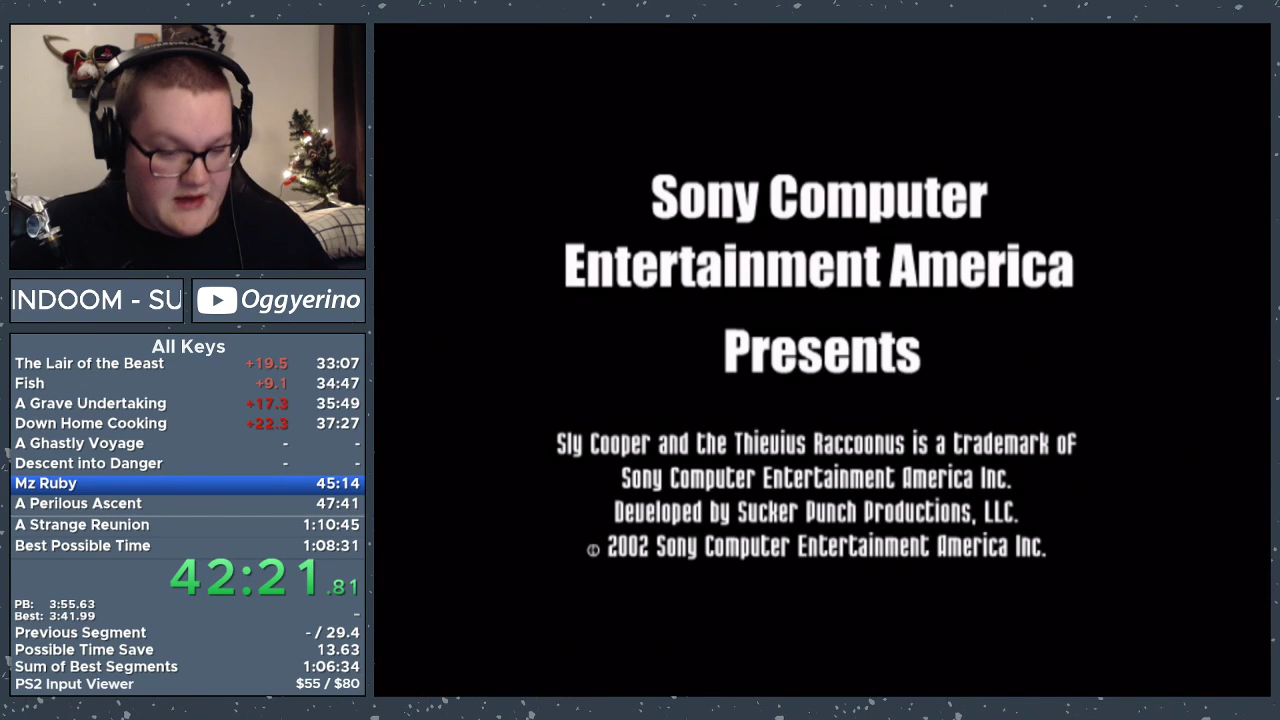 INDOOM - SU
Oggyerino
All Keys
The Lair of the Beast +19.5 33:07
Fish +9.1 34:47
A Grave Undertaking +17.3 35:49
Down Home Cooking +22.3 37:27
A Ghastly Voyage - -
Descent into Danger - -
Mz Ruby 45:14
A Perilous Ascent 47:41
A Strange Reunion 1:10:45
Best Possible Time 1:08:31
42:21.81
PB: 3:55.63
Best: 3:41.99 -
Previous Segment - / 29.4
Possible Time Save 13.63
Sum of Best Segments 1:06:34
PS2 Input Viewer $55 / $80
Sony Computer
Entertainment America
Presents
Sly Cooper and the Thievius Raccoonus is a trademark of
Sony Computer Entertainment America Inc.
Developed by Sucker Punch Productions, LLC.
© 2002 Sony Computer Entertainment America Inc.